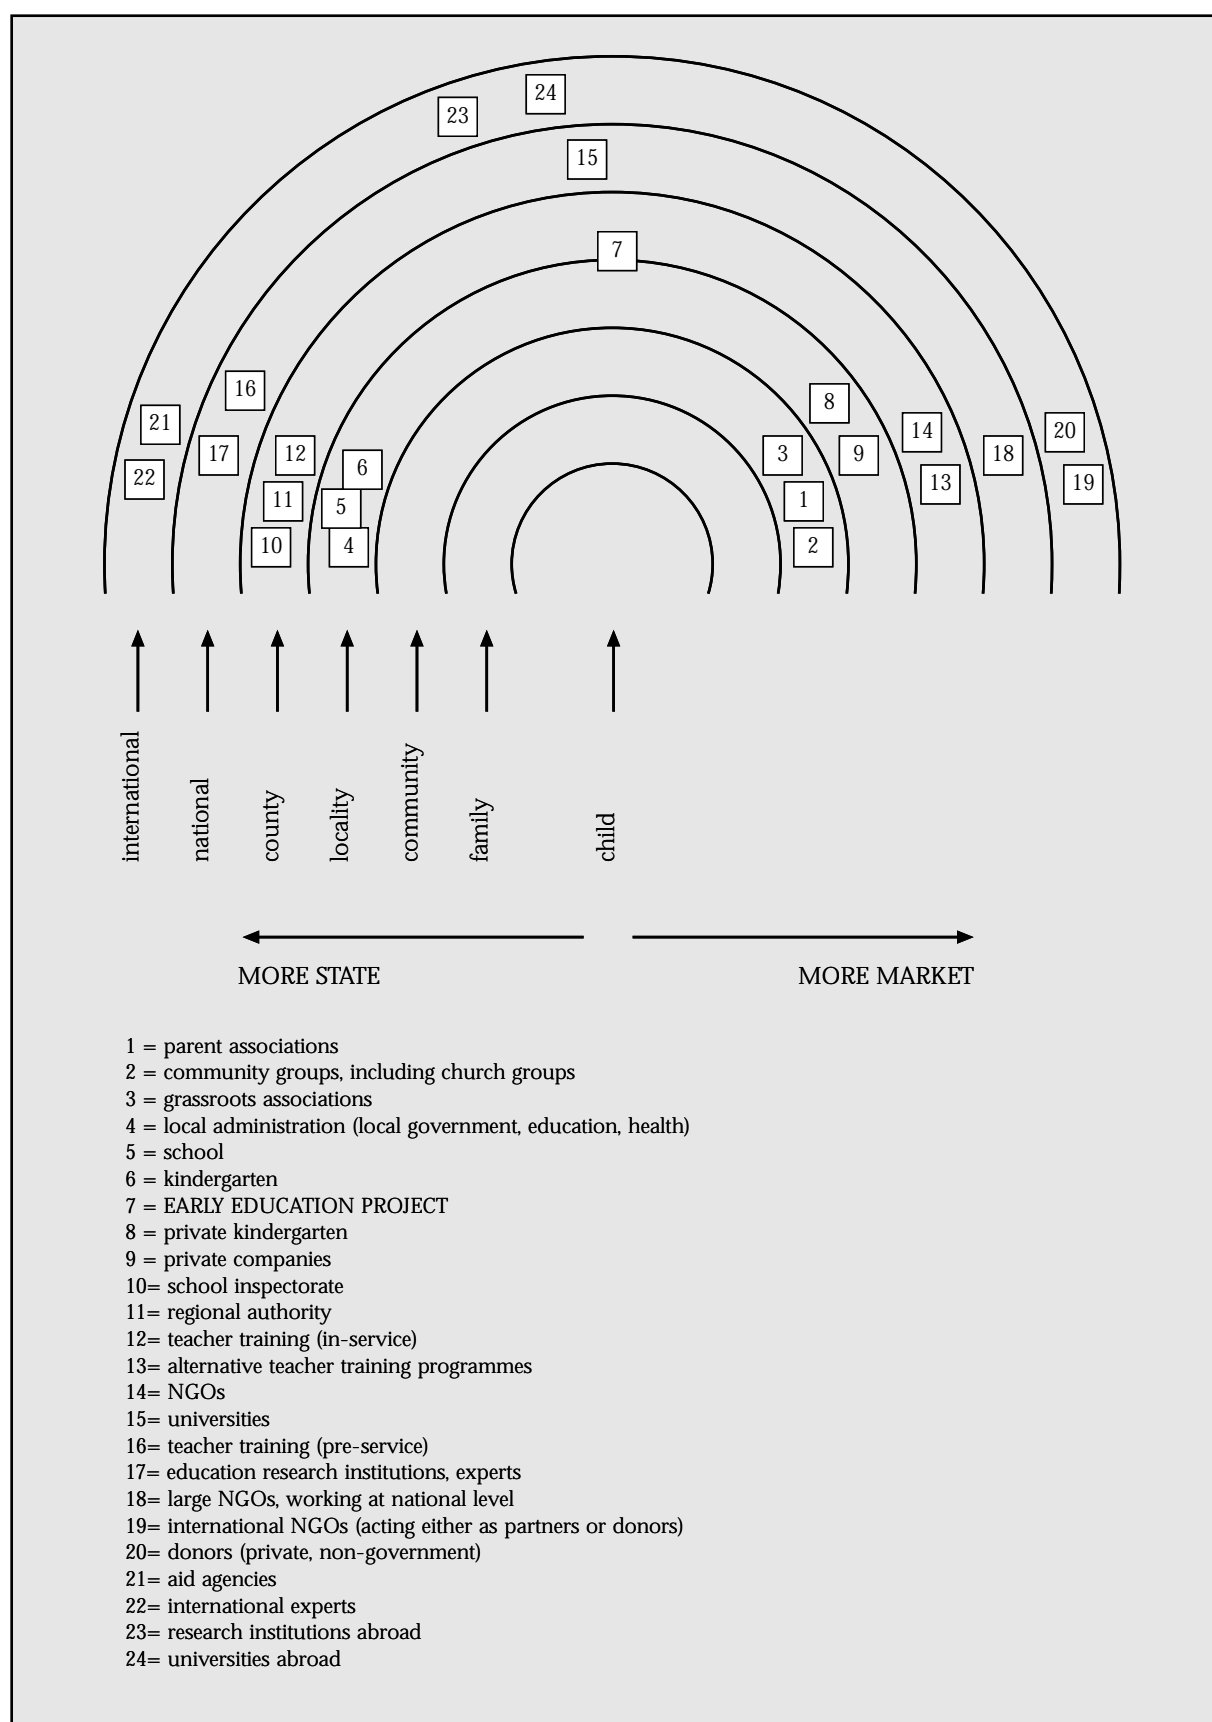 24
23
15
7
16
8
21
14
20
12
3
9
18
17
6
22
13
19
11
5
1
10
4
2
international
national
county
locality
community
family
child
MORE STATE
MORE MARKET
1 = parent associations
2 = community groups, including church groups
3 = grassroots associations
4 = local administration (local government, education, health)
5 = school
6 = kindergarten
7 = EARLY EDUCATION PROJECT
8 = private kindergarten
9 = private companies
10= school inspectorate
11= regional authority
12= teacher training (in-service)
13= alternative teacher training programmes
14= NGOs
15= universities
16= teacher training (pre-service)
17= education research institutions, experts
18= large NGOs, working at national level
19= international NGOs (acting either as partners or donors)
20= donors (private, non-government)
21= aid agencies
22= international experts
23= research institutions abroad
24= universities abroad